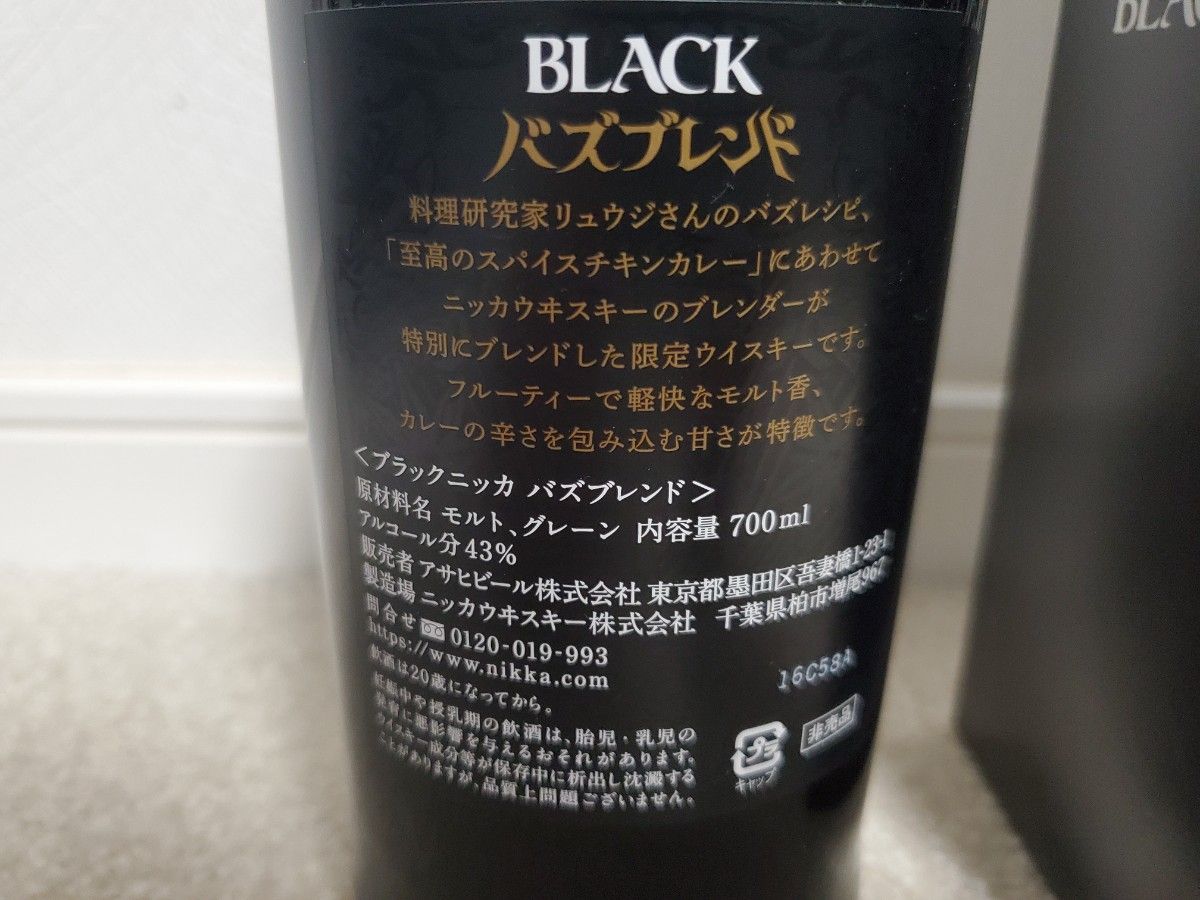 BLACK
バズブレンド
料理研究家リュウジさんのバズレシピ、
「至高のスパイスチキンカレー」にあわせて
ニッカウヰスキーのブレンダーが
特別にブレンドした限定ウイスキーです。
フルーティーで軽快なモルト香、
カレーの辛さを包み込む甘さが特徴です。
<ブラックニッカ バズブレンド>
原材料名 モルト、グレーン 内容量 700ml
アルコール分43%
販売者 アサヒビール株式会社 東京都墨田区吾妻橋1-23-1
製造場 ニッカウヰスキー株式会社 千葉県柏市増尾967
問合せ 0120-019-993
https://www.nikka.com
16C58A
飲酒は20歳になってから。
妊娠中や授乳期の飲酒は、胎児・乳児の
発育に悪影響を与えるおそれがあります。
ウイスキー成分等が保存中に析出し沈澱する
ことがありますが、品質上問題ございません。
プラ
キャップ
非売品
BLA